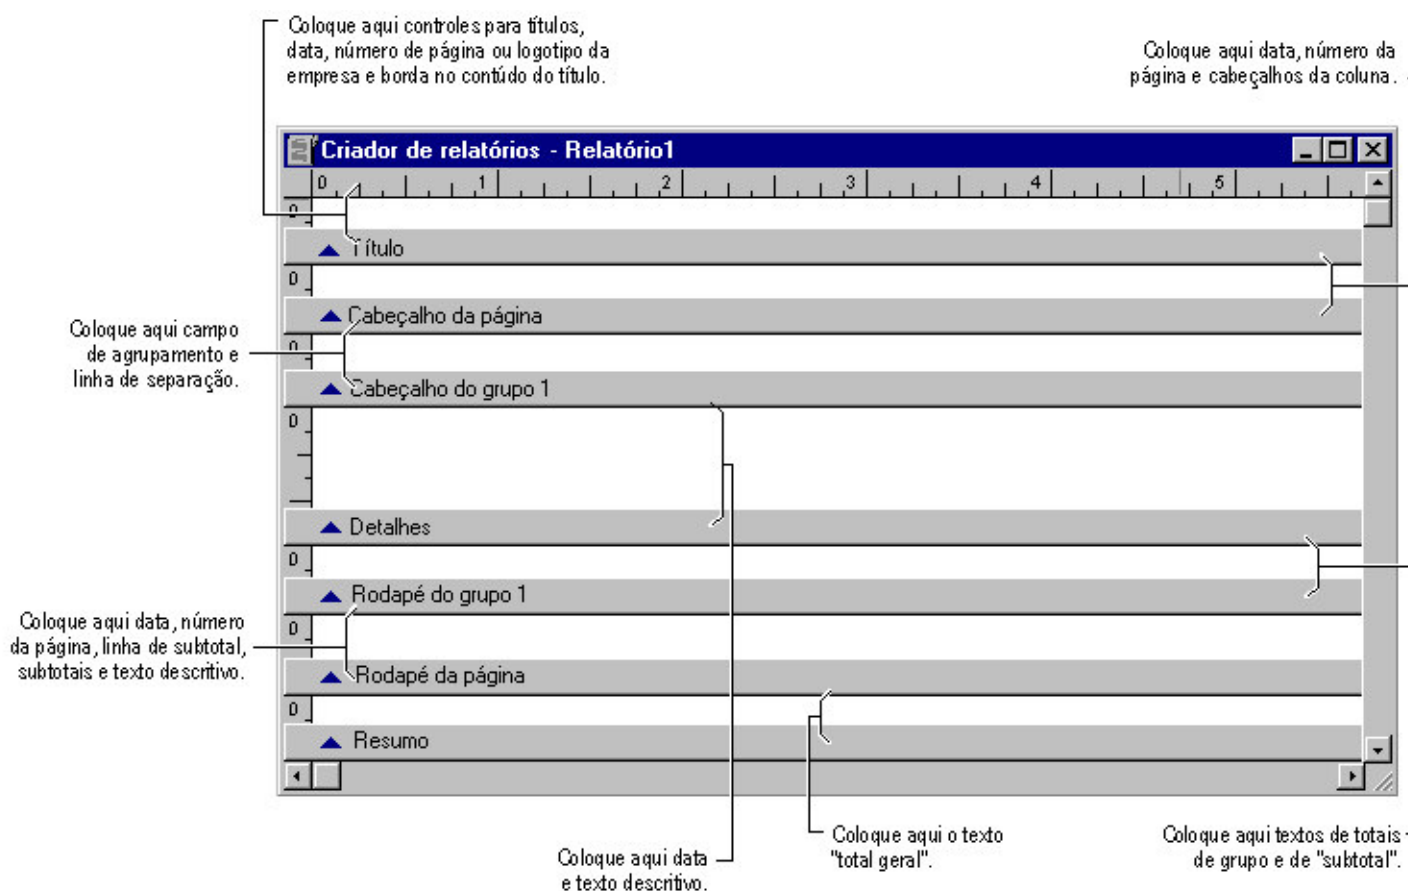 Coloque aqui controles para títulos,
data, número de página ou logotipo da
empresa e borda no contúdo do título.
Coloque aqui data, número da
página e cabeçalhos da coluna.
Criador de relatórios - Relatório1
0 1 2 3 4 5
0
Título
0
Cabeçalho da página
Coloque aqui campo
de agrupamento e
linha de separação.
0
Cabeçalho do grupo 1
0
Detalhes
0
Rodapé do grupo 1
Coloque aqui data, número
da página, linha de subtotal,
subtotais e texto descritivo.
0
Rodapé da página
0
Resumo
Coloque aqui data
e texto descritivo.
Coloque aqui o texto
"total geral".
Coloque aqui textos de totais
de grupo e de "subtotal".